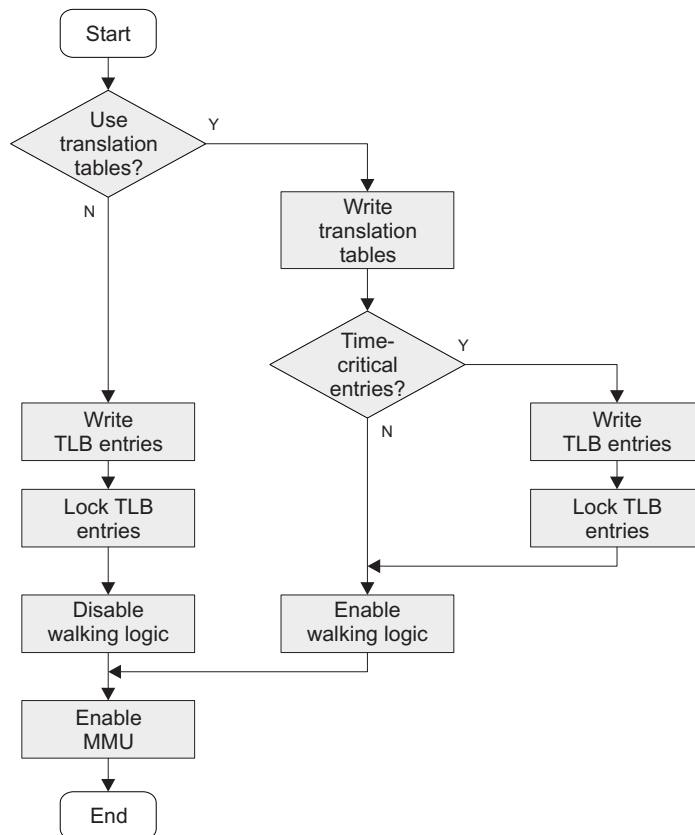 Start
Use
translation
tables?
Y
N
Write
translation
tables
Time-
critical
entries?
Y
N
Write
TLB entries
Write
TLB entries
Lock TLB
entries
Lock TLB
entries
Disable
walking logic
Enable
walking logic
Enable
MMU
End